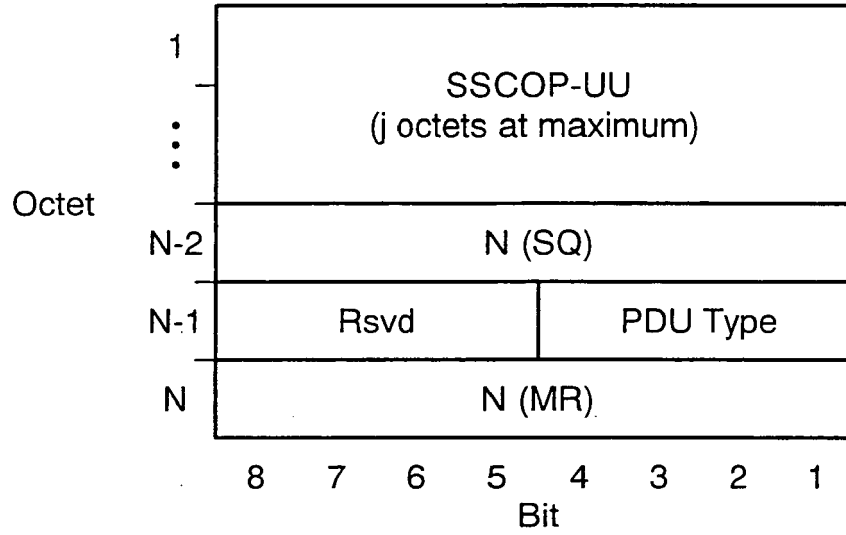 1
SSCOP-UU
(j octets at maximum)
Octet
N-2 N (SQ)
N-1 Rsvd PDU Type
N N (MR)
8 7 6 5 4 3 2 1
Bit